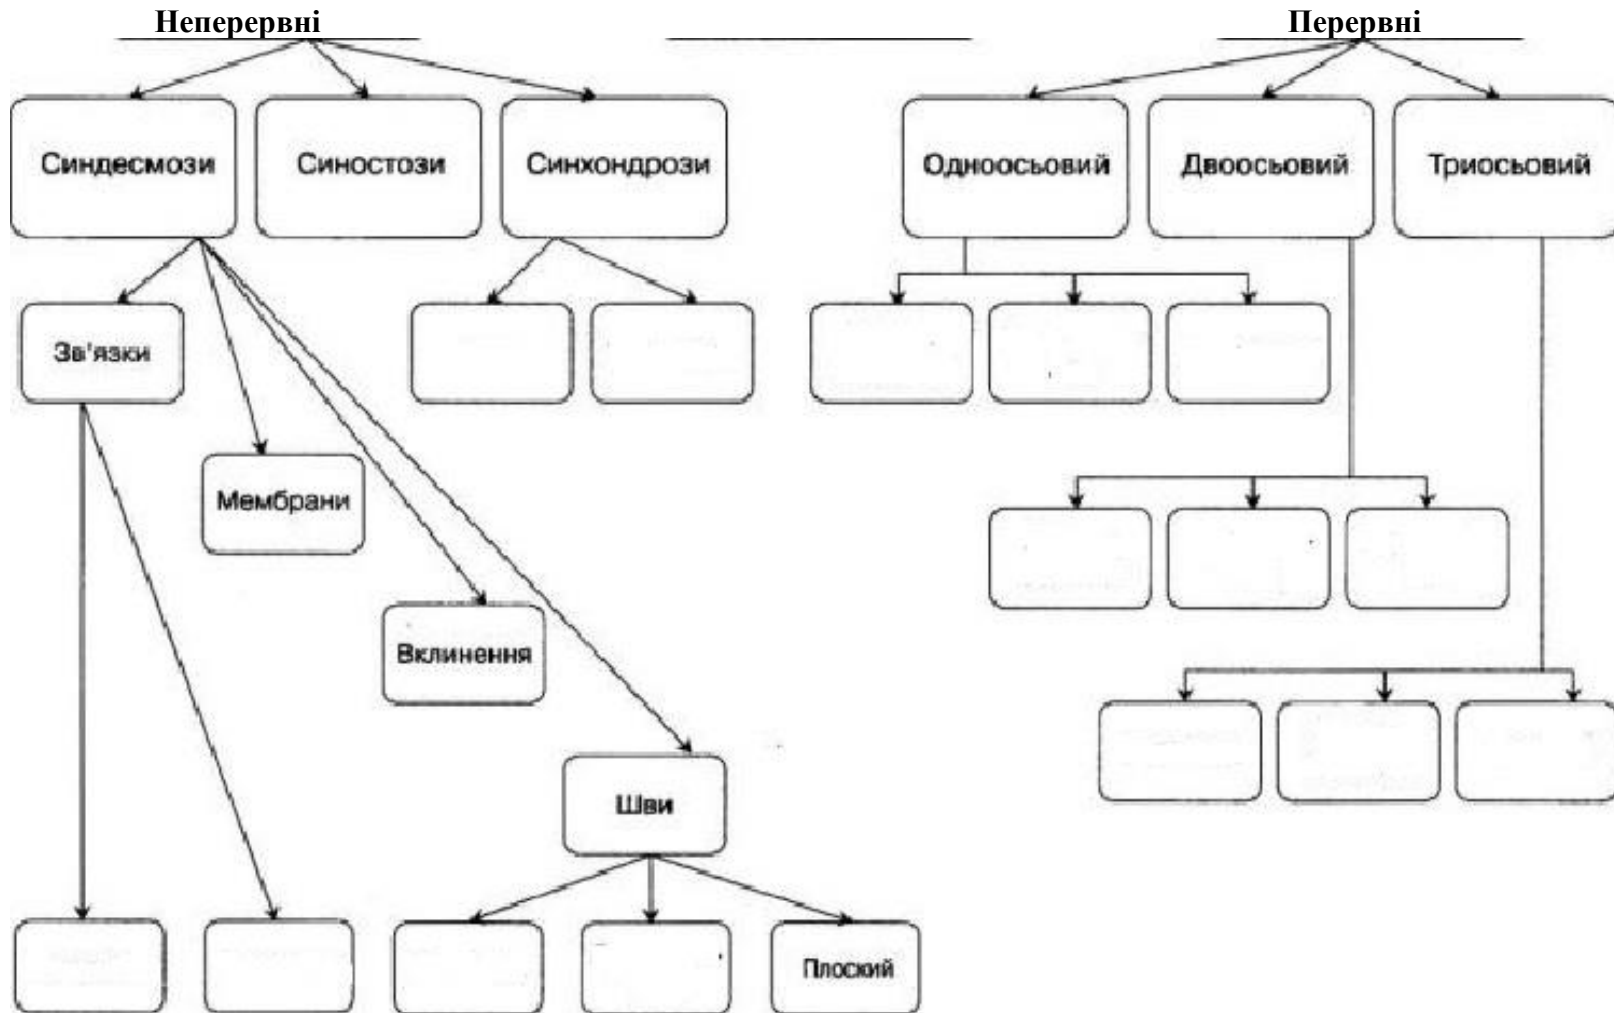 Неперервні
Перервні
Синдесмози
Синостози
Синхондрози
Одноосьовий
Двоосьовий
Триосьовий
Зв'язки
Мембрани
Вклинення
Шви
Плоский